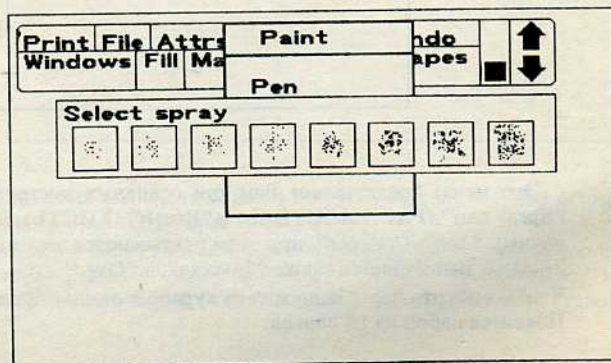 Print File Attrs Paint ndo
Windows Fill Ma Pen apes
Select spray